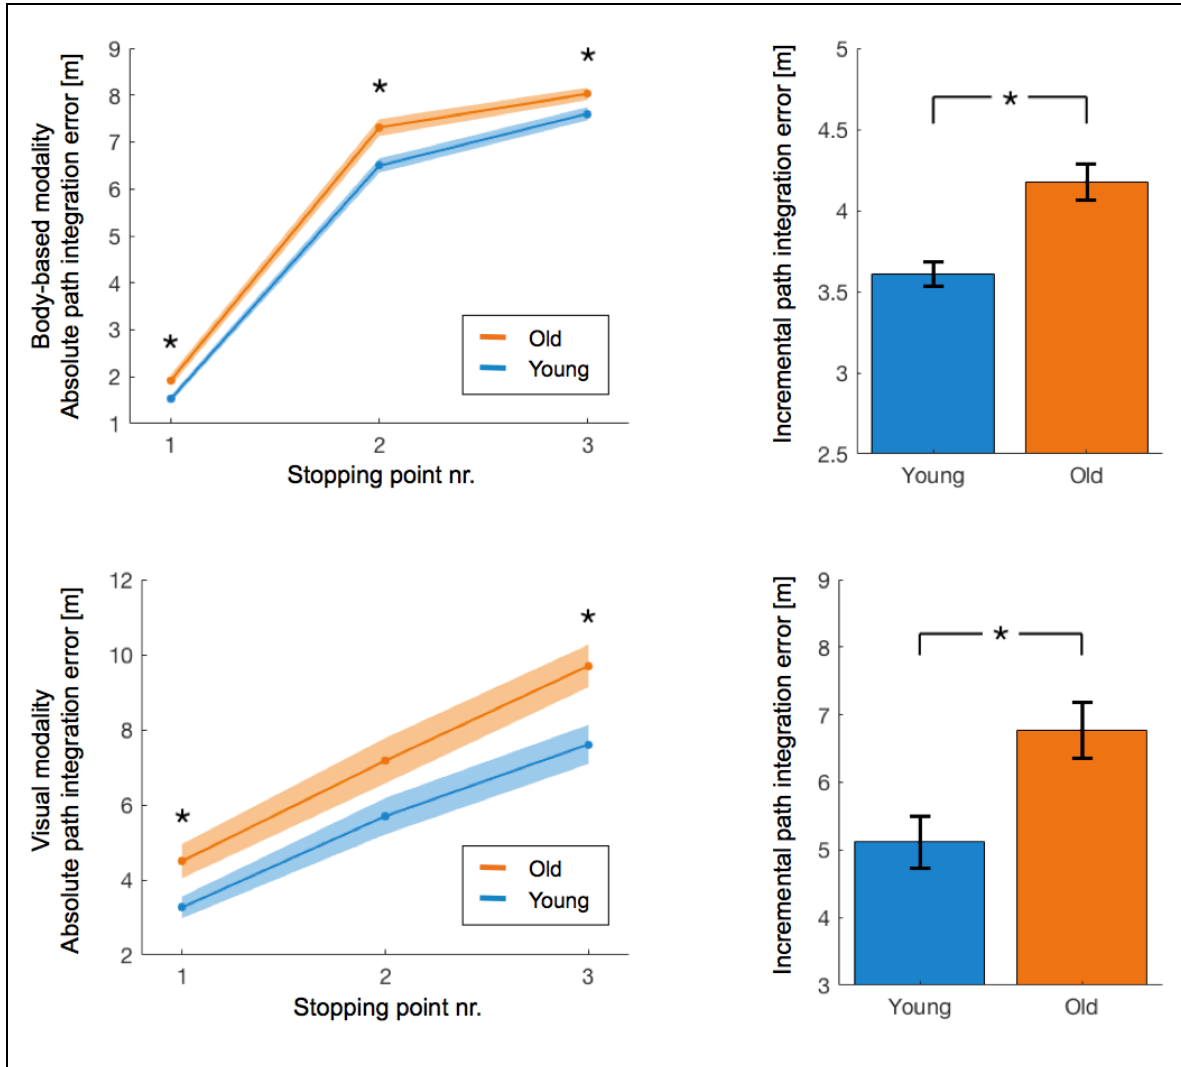 Body-based modality
Absolute path integration error [m]
9
8
7
6
5
4
3
2
1
*
*
*
Old
Young
1
2
3
Stopping point nr.
Incremental path integration error [m]
5
4.5
4
3.5
3
2.5
*
Young
Old
Visual modality
Absolute path integration error [m]
12
10
8
6
4
2
*
*
Old
Young
1
2
3
Stopping point nr.
Incremental path integration error [m]
9
8
7
6
5
4
3
*
Young
Old